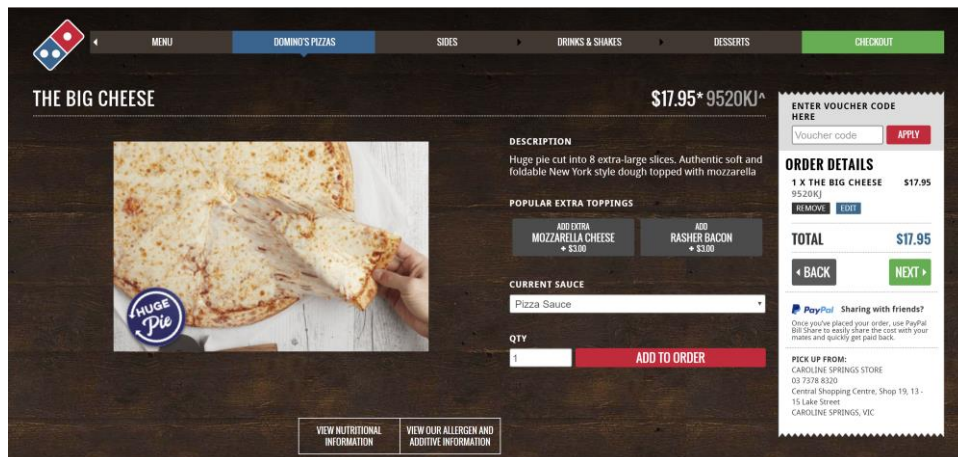 MENU
DOMINO'S PIZZAS
SIDES
DRINKS & SHAKES
DESSERTS
CHECKOUT
THE BIG CHEESE
$17.95* 9520KJ^
HUGE
Pie
DESCRIPTION
Huge pie cut into 8 extra-large slices. Authentic soft and
foldable New York style dough topped with mozzarella
POPULAR EXTRA TOPPINGS
ADD EXTRA
MOZZARELLA CHEESE
+ $3.00
ADD
RASHER BACON
+ $3.00
CURRENT SAUCE
Pizza Sauce
QTY
1
ADD TO ORDER
VIEW NUTRITIONAL
INFORMATION
VIEW OUR ALLERGEN AND
ADDITIVE INFORMATION
ENTER VOUCHER CODE
HERE
Voucher code
APPLY
ORDER DETAILS
1 X THE BIG CHEESE $17.95
9520KJ
REMOVE EDIT
TOTAL $17.95
BACK
NEXT
PayPal Sharing with friends?
Once you've placed your order, use PayPal
Bill Share to easily share the cost with your
mates and quickly get paid back.
PICK UP FROM:
CAROLINE SPRINGS STORE
03 7378 8320
Central Shopping Centre, Shop 19, 13 -
15 Lake Street
CAROLINE SPRINGS, VIC